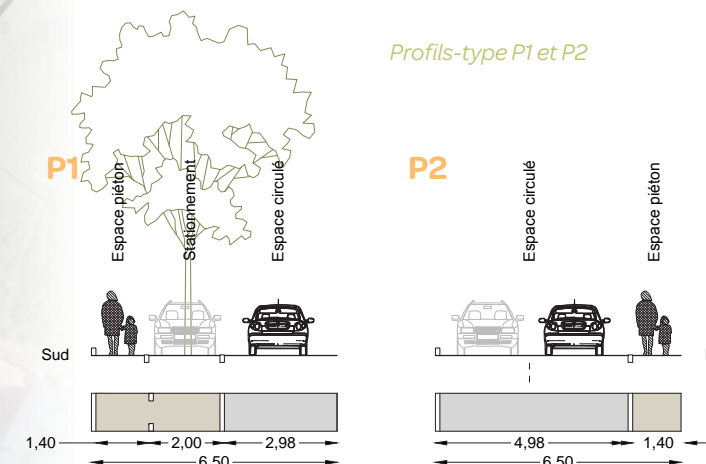 Profils-type P1 et P2
P1
Espace piéton
Stationnement
Espace circulé
P2
Espace circulé
Espace piéton
Sud
1,40
2,00
2,98
4,98
1,40
6,50
6,50